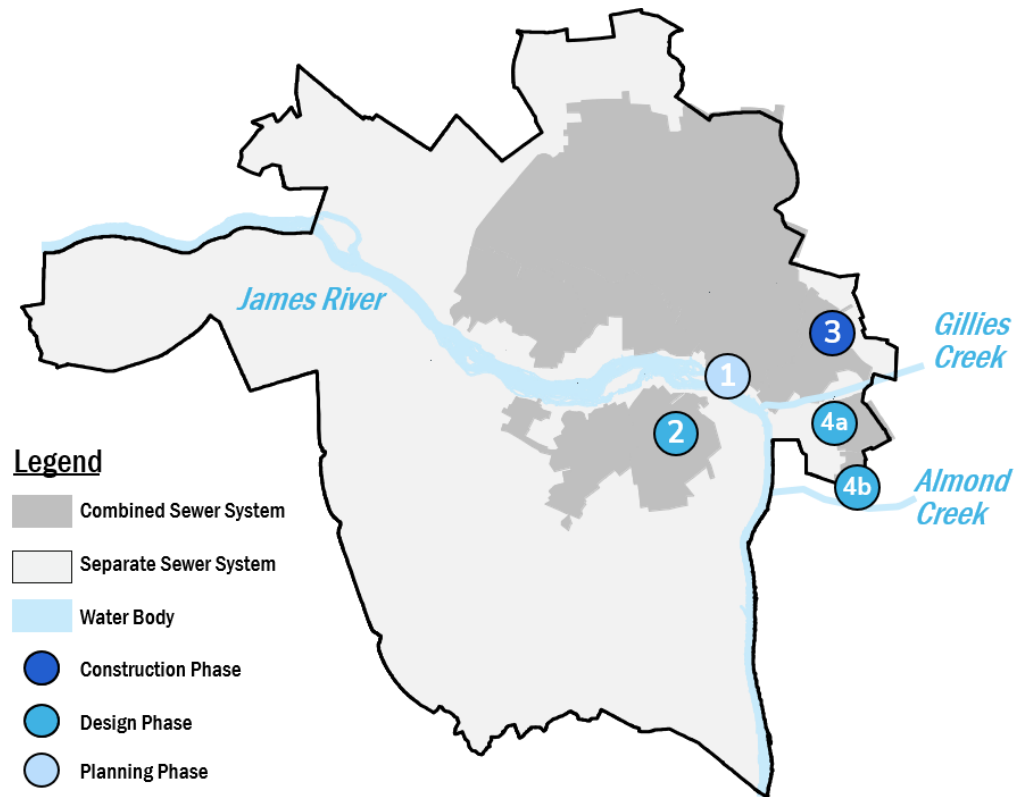 James River
Gillies
Creek
3
1
4a
2
4b
Almond
Creek
Legend
Combined Sewer System
Separate Sewer System
Water Body
Construction Phase
Design Phase
Planning Phase